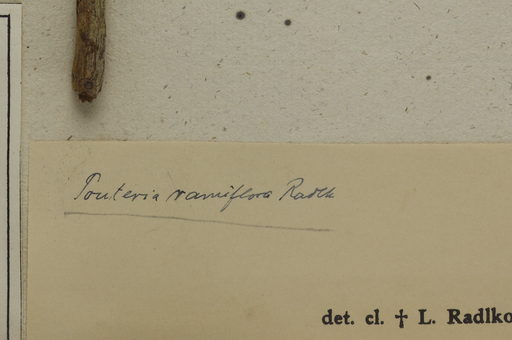 Pouteria ramiflora Radlk
det. cl. † L. Radlko